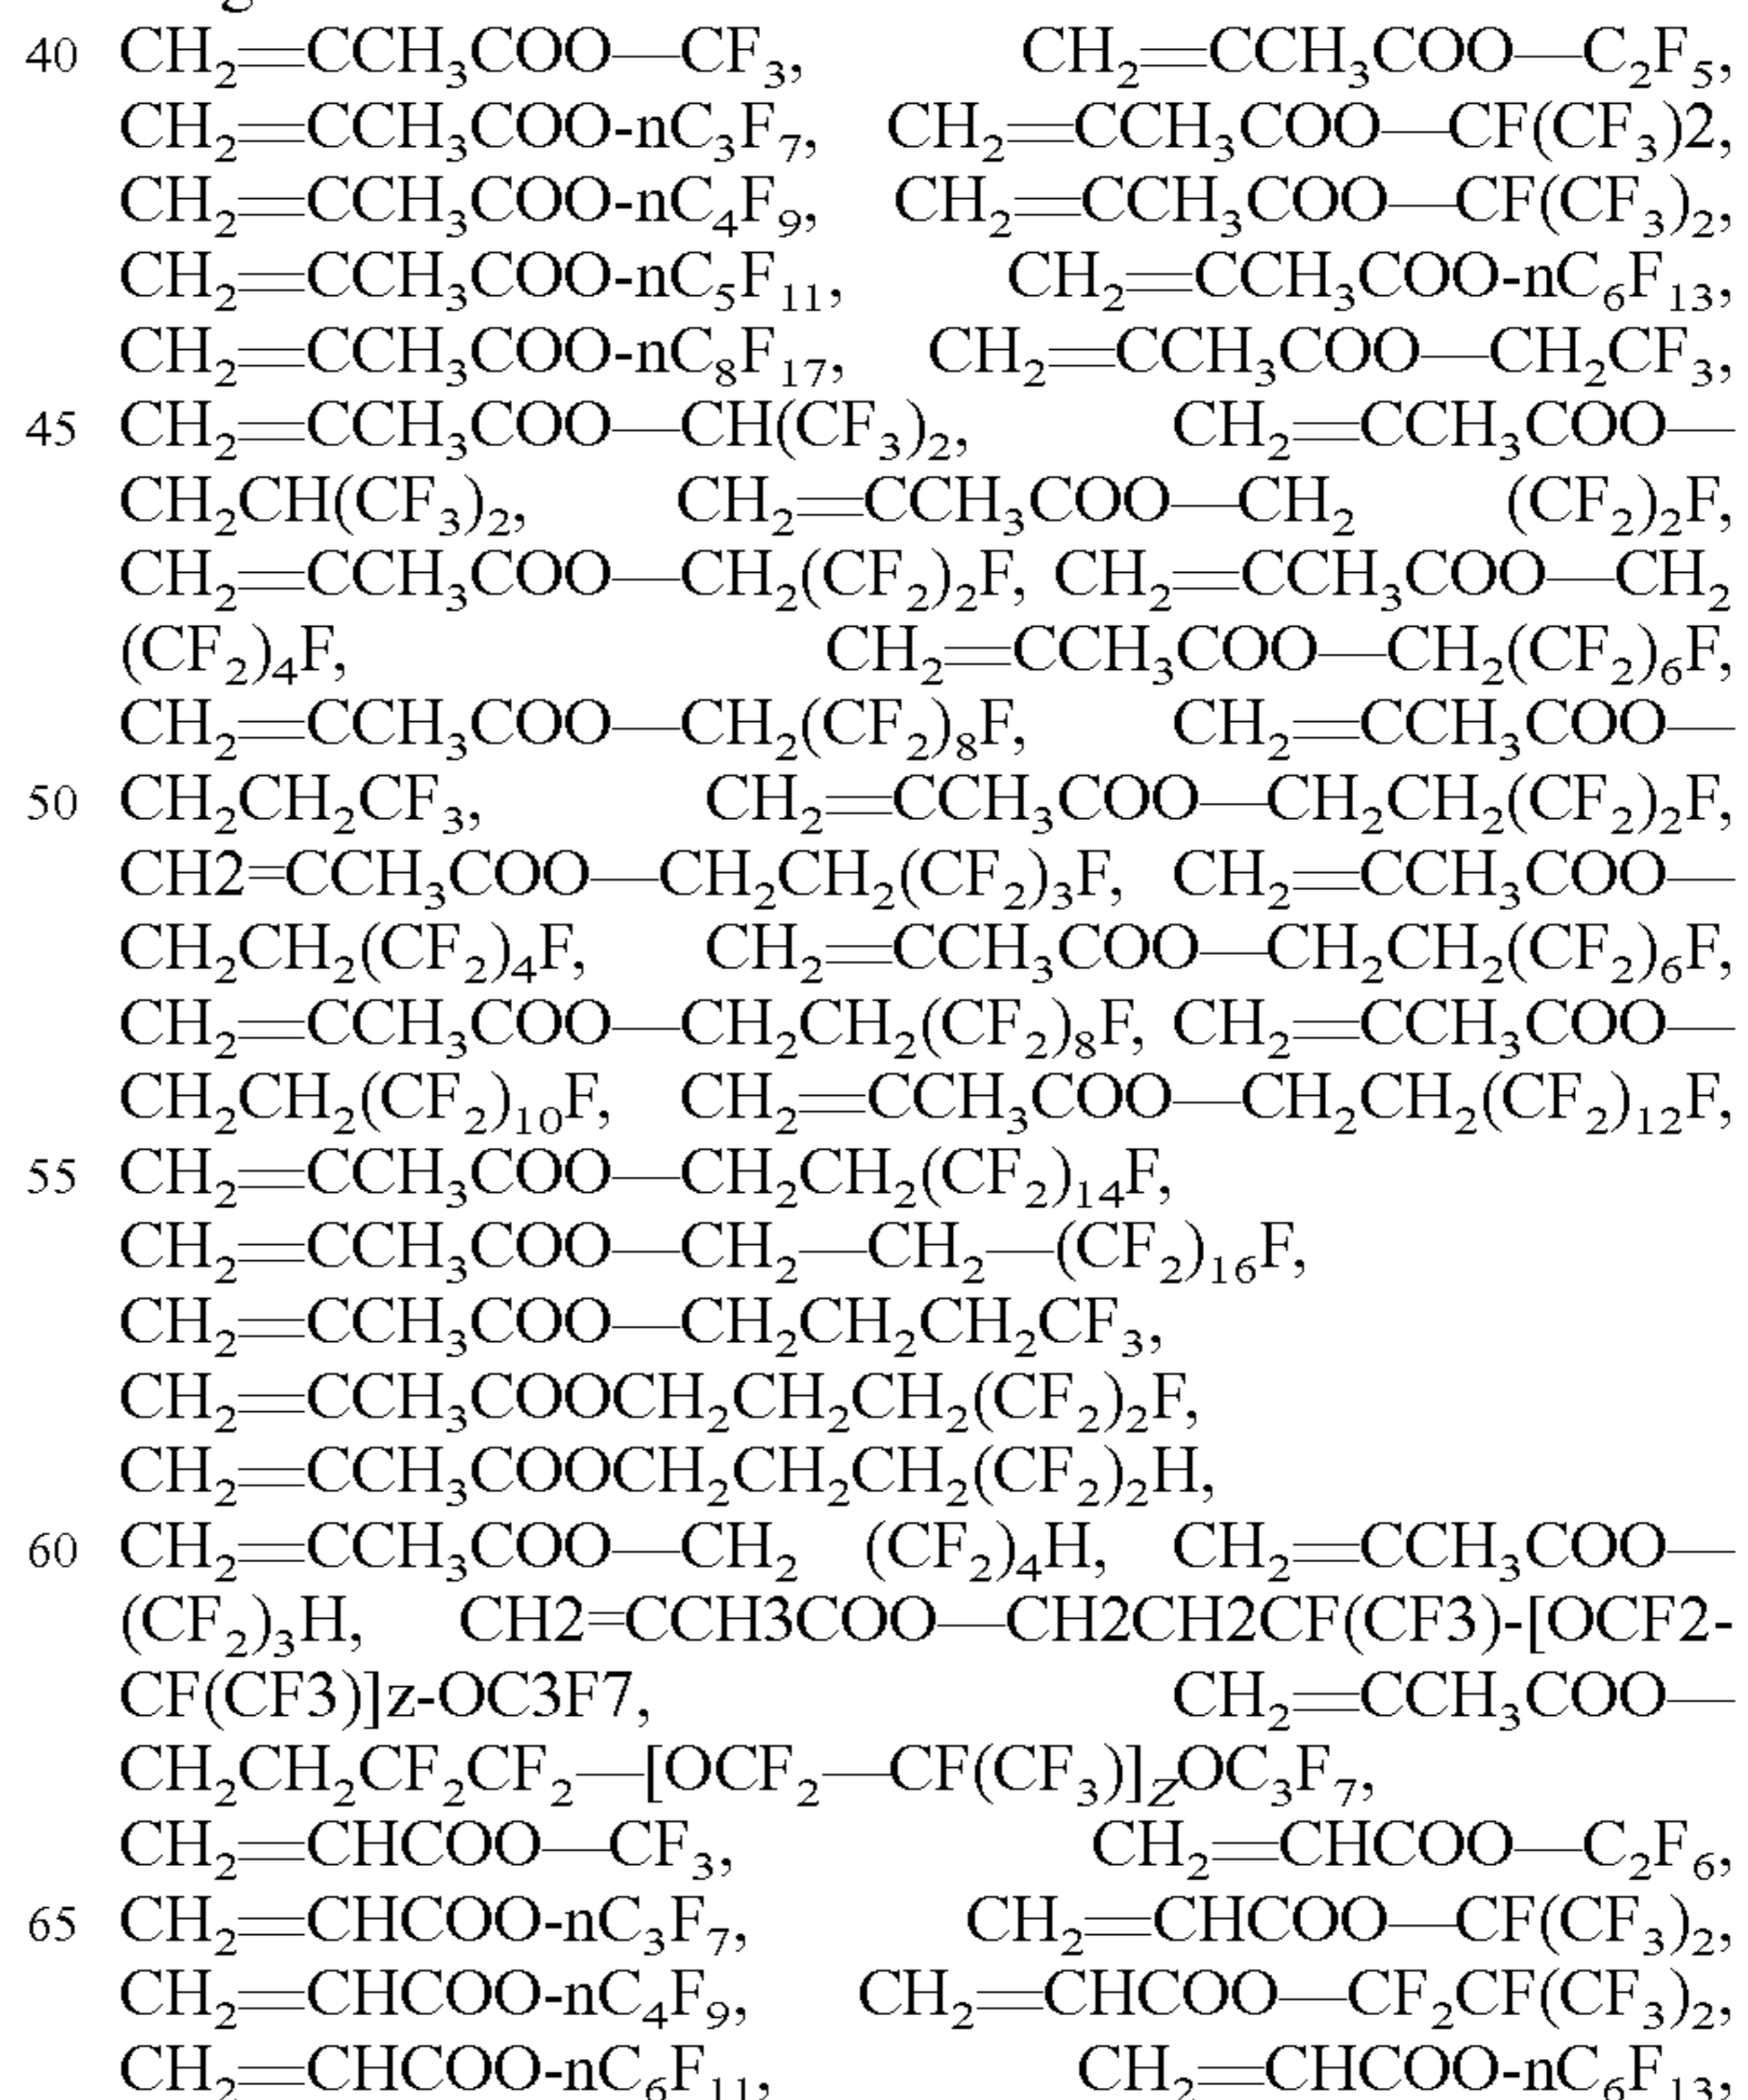 40 CH₂=CCH₃COO—CF₃, CH₂=CCH₃COO—C₂F₅,
CH₂=CCH₃COO-nC₃F₇, CH₂=CCH₃COO—CF(CF₃)2,
CH₂=CCH₃COO-nC₄F₉, CH₂=CCH₃COO—CF(CF₃)₂,
CH₂=CCH₃COO-nC₅F₁₁, CH₂=CCH₃COO-nC₆F₁₃,
CH₂=CCH₃COO-nC₈F₁₇, CH₂=CCH₃COO—CH₂CF₃,
45 CH₂=CCH₃COO—CH(CF₃)₂, CH₂=CCH₃COO—
CH₂CH(CF₃)₂, CH₂=CCH₃COO—CH₂ (CF₂)₂F,
CH₂=CCH₃COO—CH₂(CF₂)₂F, CH₂=CCH₃COO—CH₂
(CF₂)₄F, CH₂=CCH₃COO—CH₂(CF₂)₆F,
CH₂=CCH₃COO—CH₂(CF₂)₈F, CH₂=CCH₃COO—
50 CH₂CH₂CF₃, CH₂=CCH₃COO—CH₂CH₂(CF₂)₂F,
CH2=CCH₃COO—CH₂CH₂(CF₂)₃F, CH₂=CCH₃COO—
CH₂CH₂(CF₂)₄F, CH₂=CCH₃COO—CH₂CH₂(CF₂)₆F,
CH₂=CCH₃COO—CH₂CH₂(CF₂)₈F, CH₂=CCH₃COO—
CH₂CH₂(CF₂)₁₀F, CH₂=CCH₃COO—CH₂CH₂(CF₂)₁₂F,
55 CH₂=CCH₃COO—CH₂CH₂(CF₂)₁₄F,
CH₂=CCH₃COO—CH₂—CH₂—(CF₂)₁₆F,
CH₂=CCH₃COO—CH₂CH₂CH₂CF₃,
CH₂=CCH₃COOCH₂CH₂CH₂(CF₂)₂F,
CH₂=CCH₃COOCH₂CH₂CH₂(CF₂)₂H,
60 CH₂=CCH₃COO—CH₂ (CF₂)₄H, CH₂=CCH₃COO—
(CF₂)₃H, CH2=CCH3COO—CH2CH2CF(CF3)-[OCF2-
CF(CF3)]z-OC3F7, CH₂=CCH₃COO—
CH₂CH₂CF₂CF₂—[OCF₂—CF(CF₃)]_ZOC₃F₇,
CH₂=CHCOO—CF₃, CH₂=CHCOO—C₂F₆,
65 CH₂=CHCOO-nC₃F₇, CH₂=CHCOO—CF(CF₃)₂,
CH₂=CHCOO-nC₄F₉, CH₂=CHCOO—CF₂CF(CF₃)₂,
CH₂=CHCOO-nC₆F₁₁, CH₂=CHCOO-nC₆F₁₃,